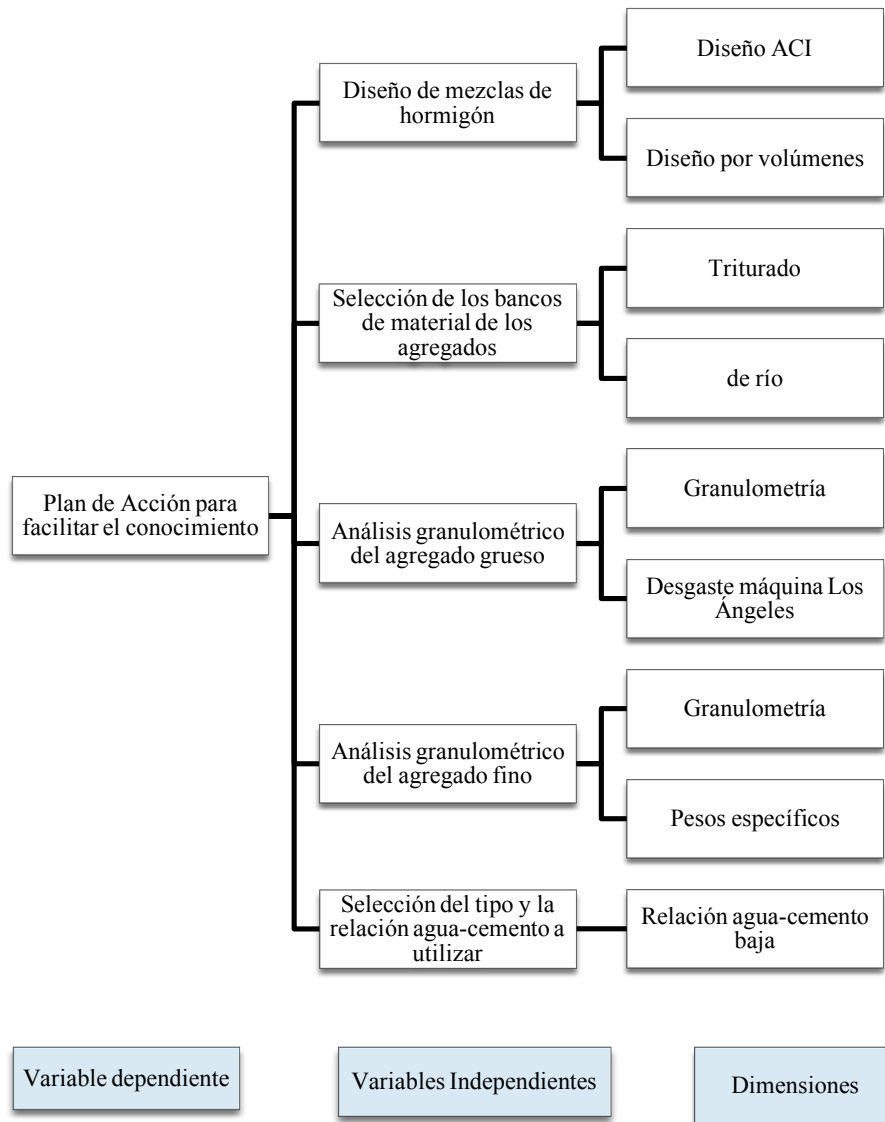 Diseño ACI
Diseño de mezclas de
hormigón
Diseño por volúmenes
Triturado
Selección de los bancos
de material de los
agregados
de río
Plan de Acción para
facilitar el conocimiento
Granulometría
Análisis granulométrico
del agregado grueso
Desgaste máquina Los
Ángeles
Granulometría
Análisis granulométrico
del agregado fino
Pesos específicos
Selección del tipo y la
relación agua-cemento a
utilizar
Relación agua-cemento
baja
Variable dependiente
Variables Independientes
Dimensiones